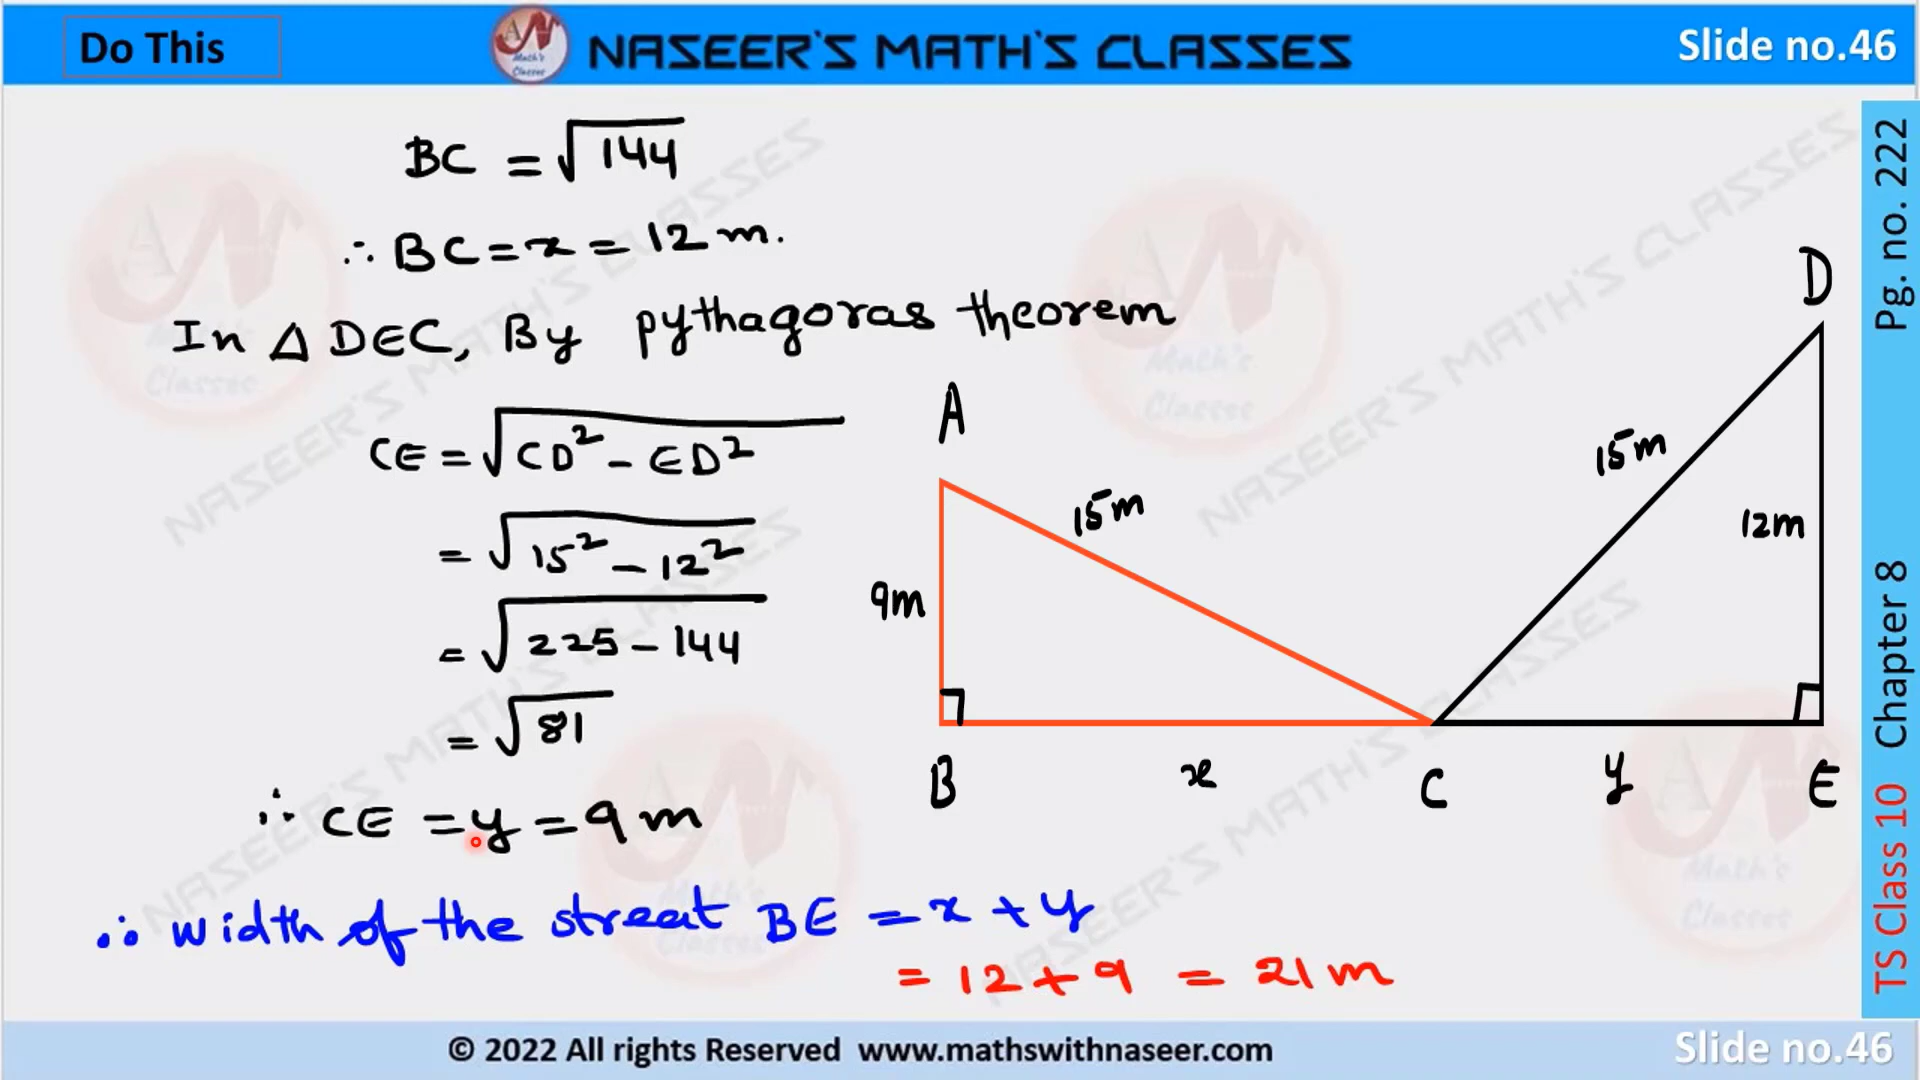 Do This
NASEER'S MATH'S CLASSES
Slide no.46
BC = √144
∴ BC = x = 12 m.
In △ DEC, By pythagoras theorem
CE = √CD² - ED²
= √15² - 12²
= √225 - 144
= √81
∴ CE = y = 9 m
∴ width of the streat BE = x + y
= 12 + 9 = 21 m
A
D
15m
15m
9m
12m
B
x
C
y
E
Pg. no. 222
TS Class 10 Chapter 8
© 2022 All rights Reserved www.mathswithnaseer.com
Slide no.46